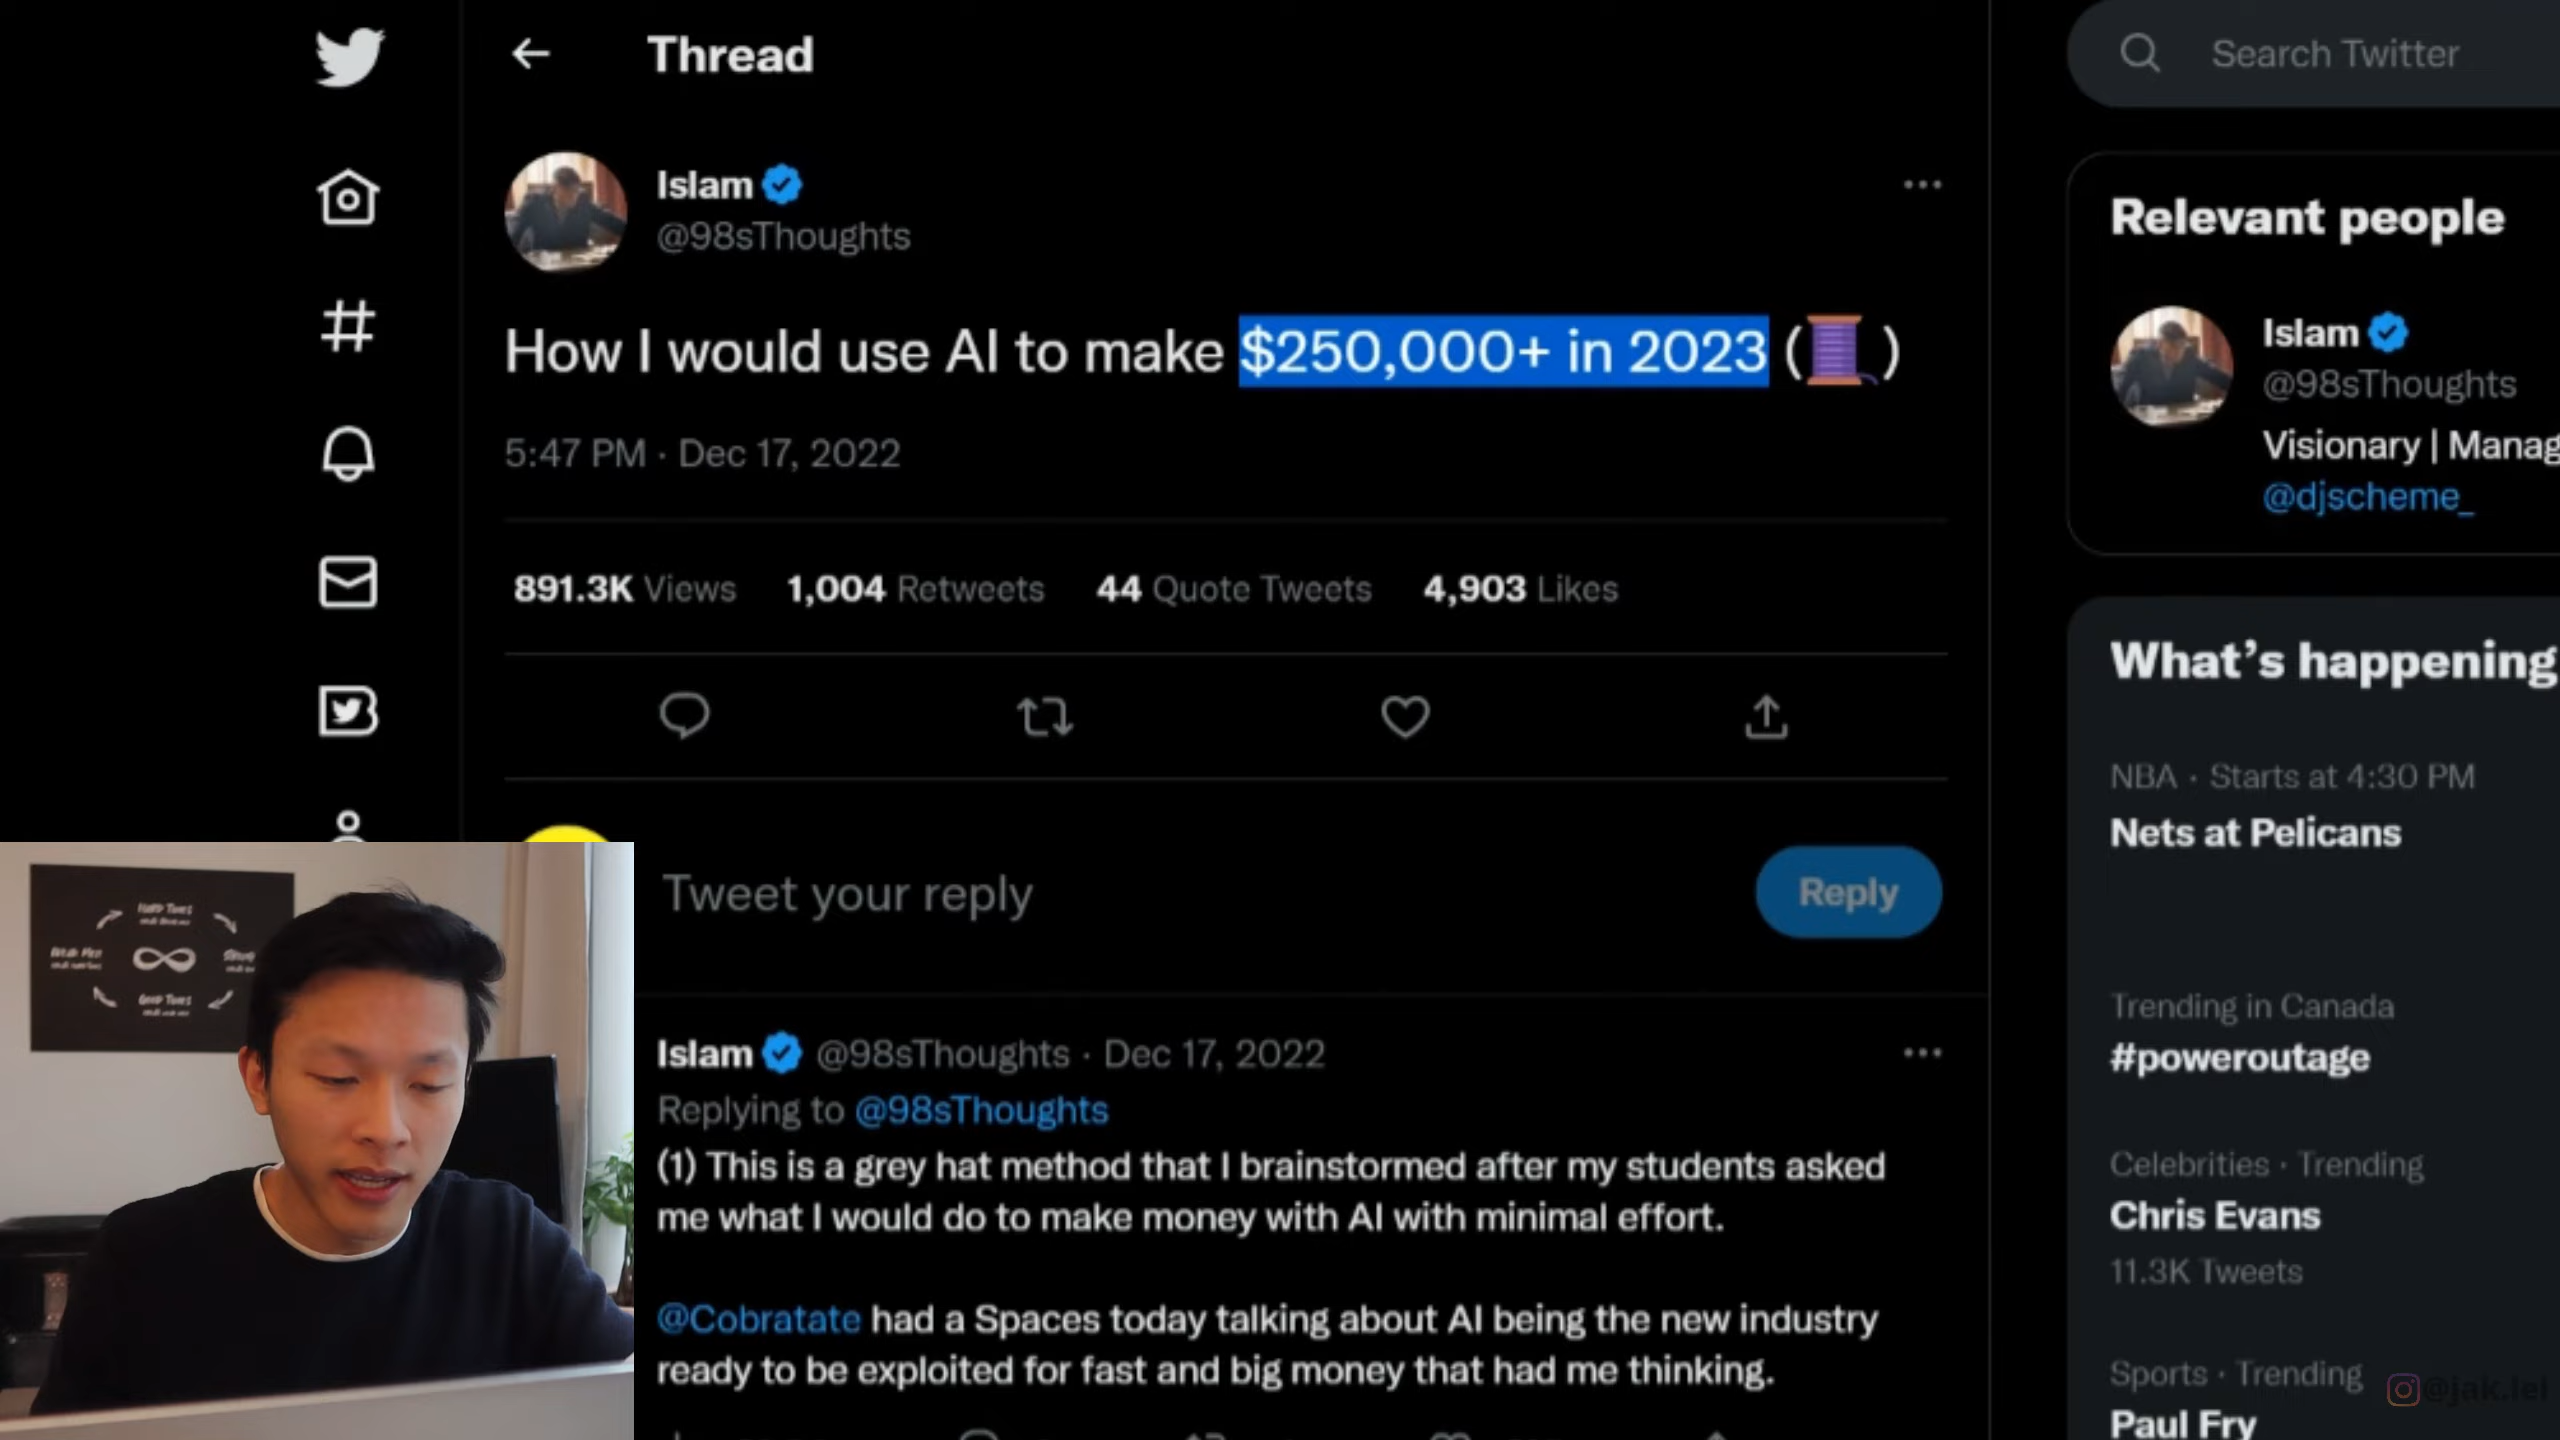 Thread
Search Twitter
Islam
@98sThoughts
How I would use AI to make $250,000+ in 2023 (🧵)
5:47 PM · Dec 17, 2022
891.3K Views 1,004 Retweets 44 Quote Tweets 4,903 Likes
Tweet your reply
Reply
Islam @98sThoughts · Dec 17, 2022
Replying to @98sThoughts
(1) This is a grey hat method that I brainstormed after my students asked
me what I would do to make money with AI with minimal effort.
@Cobratate had a Spaces today talking about AI being the new industry
ready to be exploited for fast and big money that had me thinking.
Relevant people
Islam
@98sThoughts
Visionary | Manag
@djscheme_
What's happening
NBA · Starts at 4:30 PM
Nets at Pelicans
Trending in Canada
#poweroutage
Celebrities · Trending
Chris Evans
11.3K Tweets
Sports · Trending
Paul Fry
@jak.lei
Hard Times
Good Times